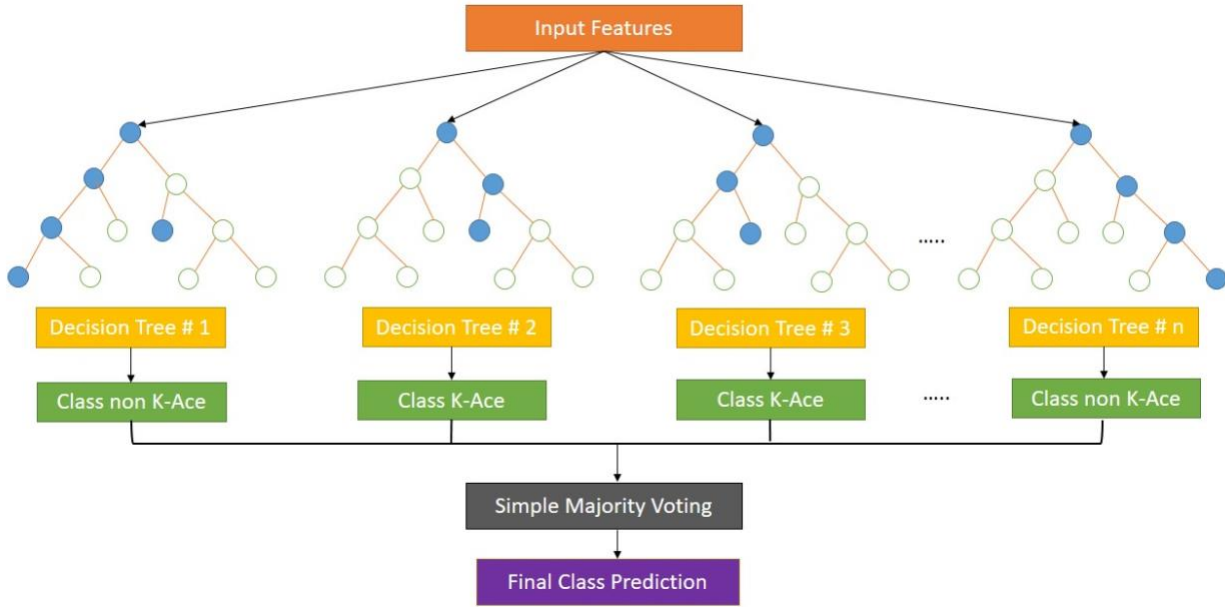 Input Features
.....
Decision Tree # 1
Decision Tree # 2
Decision Tree # 3
Decision Tree # n
Class non K-Ace
Class K-Ace
Class K-Ace
.....
Class non K-Ace
Simple Majority Voting
Final Class Prediction